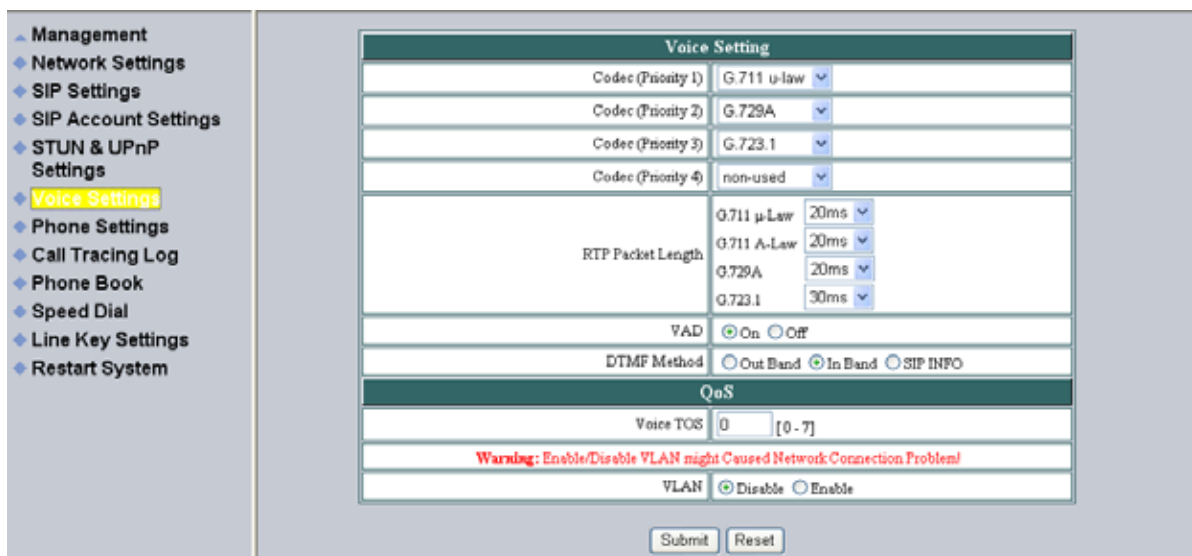 Management
Network Settings
SIP Settings
SIP Account Settings
STUN & UPnP
Settings
Voice Settings
Phone Settings
Call Tracing Log
Phone Book
Speed Dial
Line Key Settings
Restart System
Voice Setting
Codec (Priority 1) G.711 u-law
Codec (Priority 2) G.729A
Codec (Priority 3) G.723.1
Codec (Priority 4) non-used
RTP Packet Length
G.711 μ-Law 20ms
G.711 A-Law 20ms
G.729A 20ms
G.723.1 30ms
VAD On Off
DTMF Method Out Band In Band SIP INFO
QoS
Voice TOS 0 [0 - 7]
Warning: Enable/Disable VLAN might Caused Network Connection Problem!
VLAN Disable Enable
Submit Reset